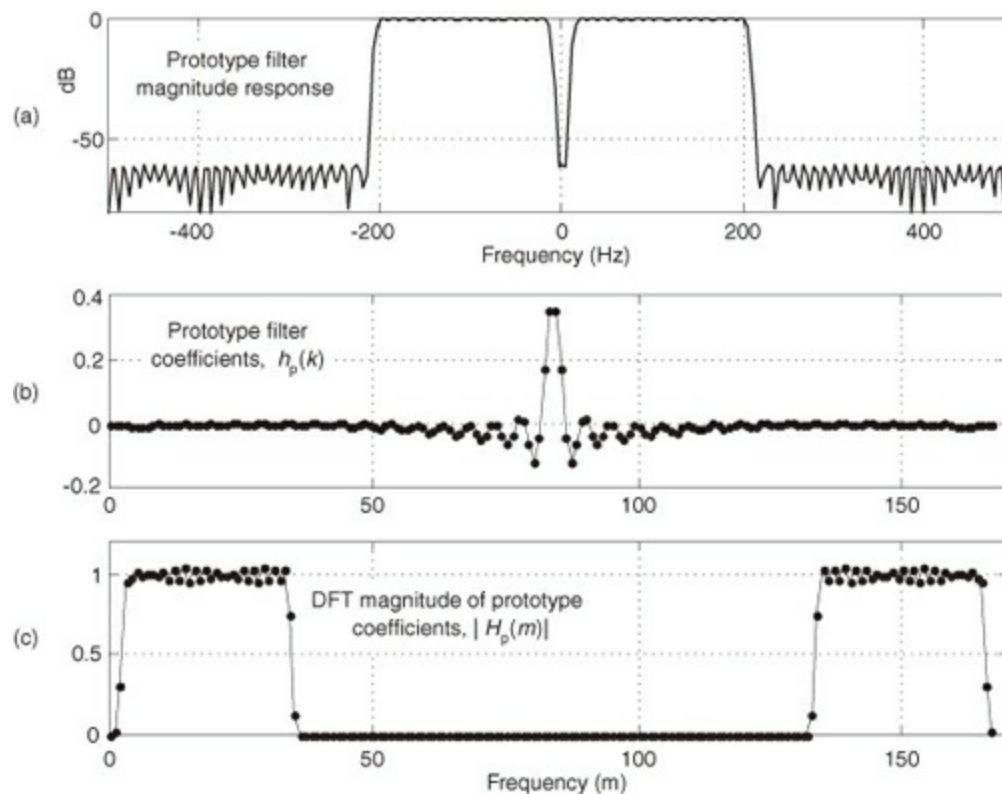 0
Prototype filter
magnitude response
dB
(a)
-50
-400
-200
0
200
400
Frequency (Hz)
0.4
Prototype filter
coefficients, hp(k)
0.2
(b)
0
-0.2
0
50
100
150
1
DFT magnitude of prototype
coefficients, | Hp(m)|
(c)
0.5
0
0
50
100
150
Frequency (m)